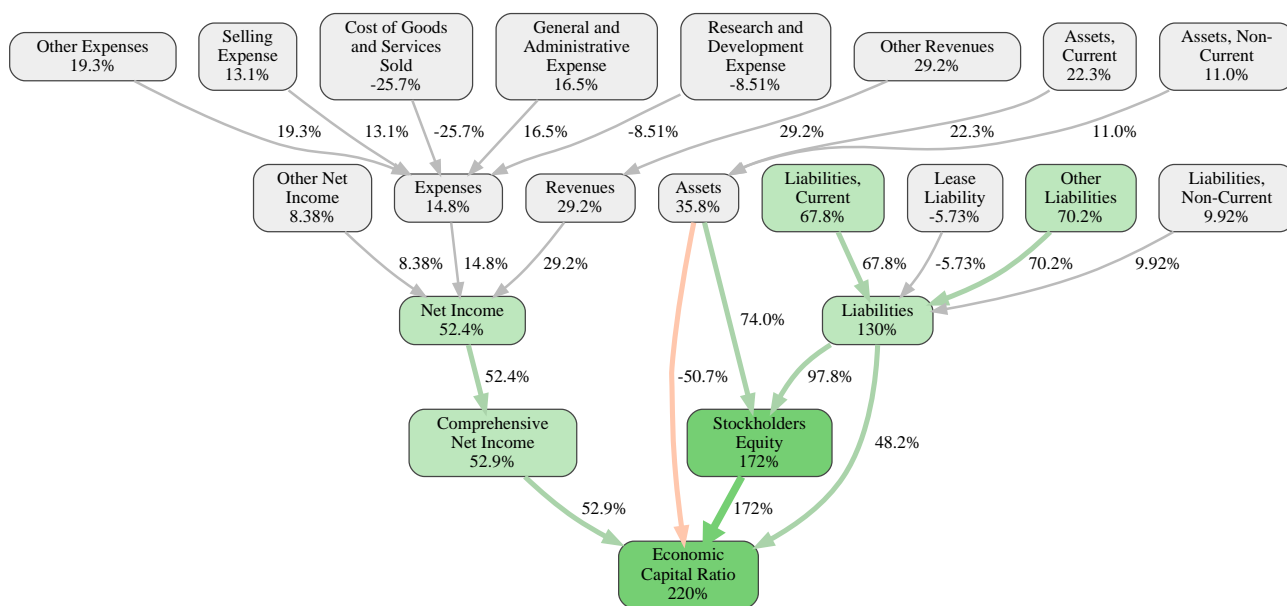 Other Expenses
19.3%
Selling
Expense
13.1%
Cost of Goods
and Services
Sold
-25.7%
General and
Administrative
Expense
16.5%
Research and
Development
Expense
-8.51%
Other Revenues
29.2%
Assets,
Current
22.3%
Assets, Non-
Current
11.0%
19.3%
13.1%
-25.7%
16.5%
-8.51%
29.2%
22.3%
11.0%
Other Net
Income
8.38%
Expenses
14.8%
Revenues
29.2%
Assets
35.8%
Liabilities,
Current
67.8%
Lease
Liability
-5.73%
Other
Liabilities
70.2%
Liabilities,
Non-Current
9.92%
8.38%
14.8%
29.2%
67.8%
-5.73%
70.2%
9.92%
Net Income
52.4%
74.0%
Liabilities
130%
52.4%
-50.7%
97.8%
Comprehensive
Net Income
52.9%
Stockholders
Equity
172%
48.2%
52.9%
172%
Economic
Capital Ratio
220%